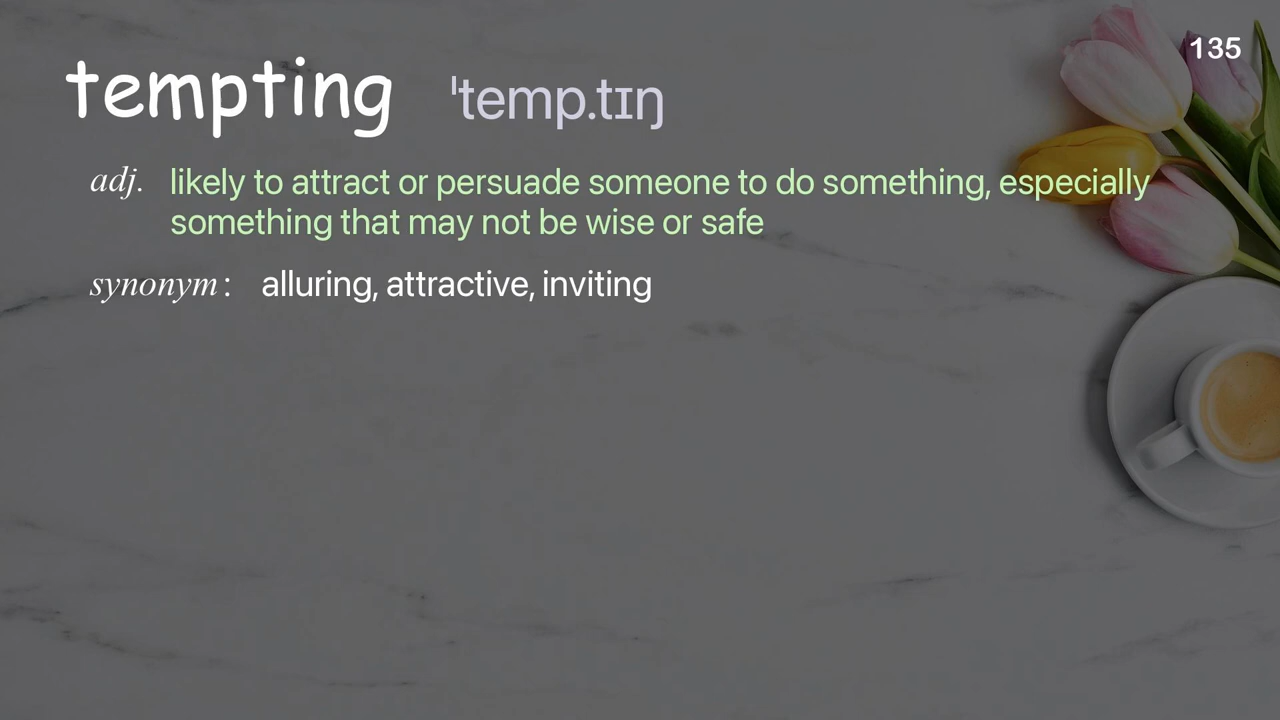 135
tempting ˈtemp.tɪŋ
adj. likely to attract or persuade someone to do something, especially
something that may not be wise or safe
synonym : alluring, attractive, inviting